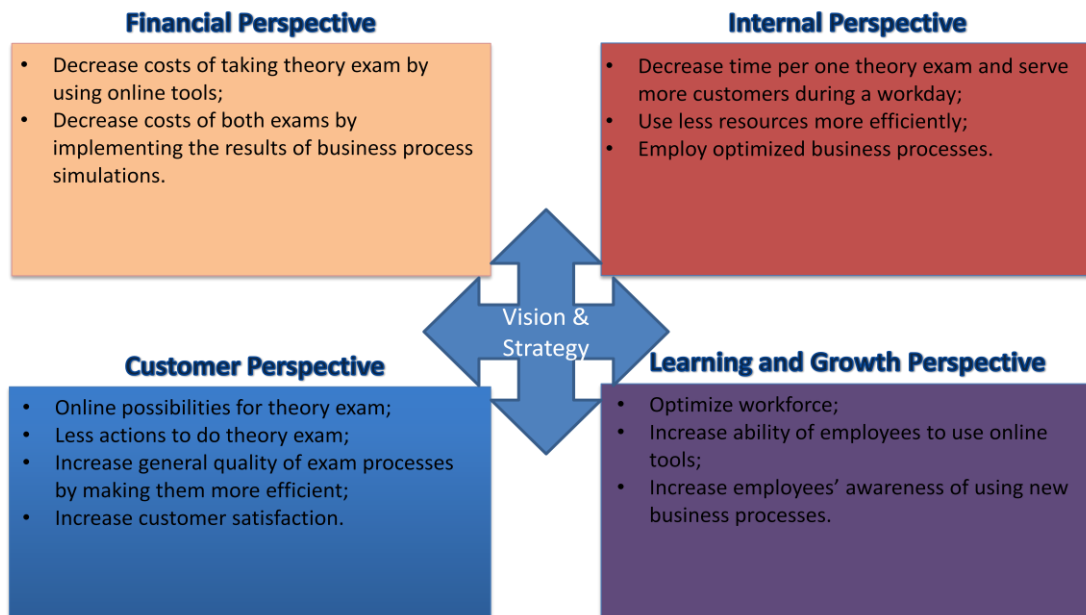 Financial Perspective
• Decrease costs of taking theory exam by
using online tools;
• Decrease costs of both exams by
implementing the results of business process
simulations.
Internal Perspective
• Decrease time per one theory exam and serve
more customers during a workday;
• Use less resources more efficiently;
• Employ optimized business processes.
Vision &
Strategy
Customer Perspective
• Online possibilities for theory exam;
• Less actions to do theory exam;
• Increase general quality of exam processes
by making them more efficient;
• Increase customer satisfaction.
Learning and Growth Perspective
• Optimize workforce;
• Increase ability of employees to use online
tools;
• Increase employees’ awareness of using new
business processes.